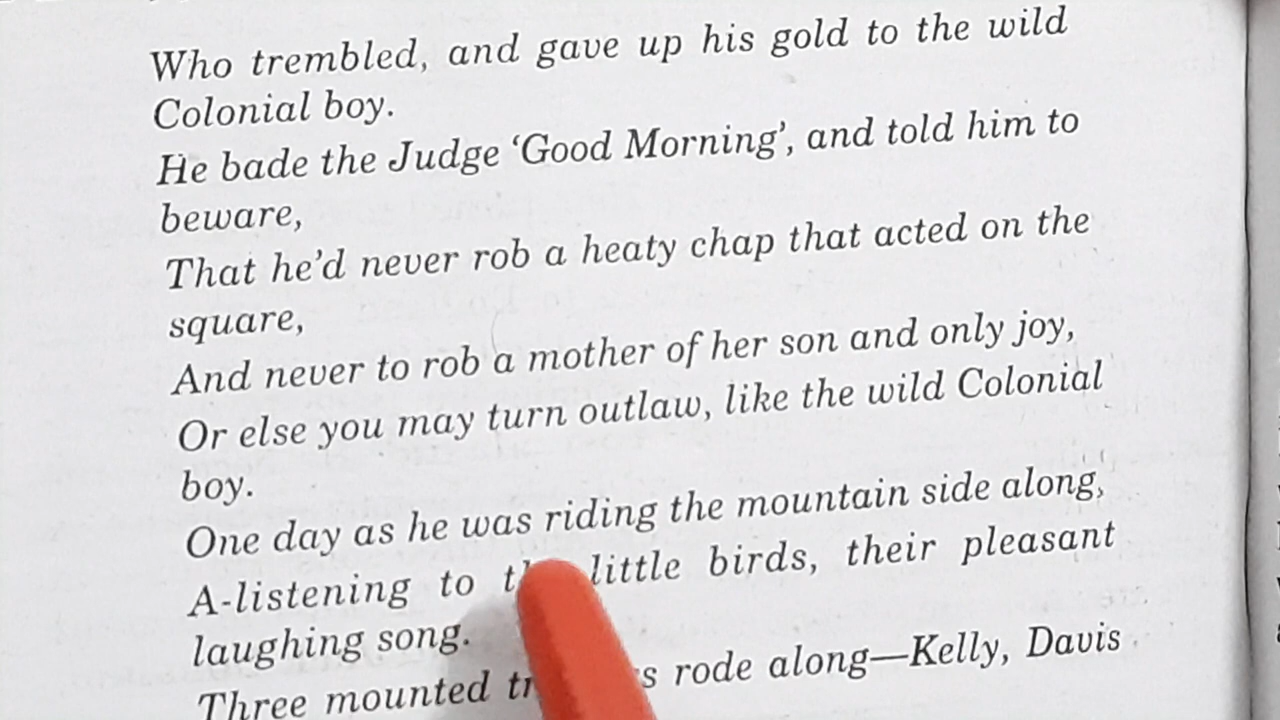 Who trembled, and gave up his gold to the wild
Colonial boy.
He bade the Judge ‘Good Morning’, and told him to
beware,
That he’d never rob a heaty chap that acted on the
square,
And never to rob a mother of her son and only joy,
Or else you may turn outlaw, like the wild Colonial
boy.
One day as he was riding the mountain side along,
A-listening to little birds, their pleasant
laughing song.
Three mounted rode along—Kelly, Davis